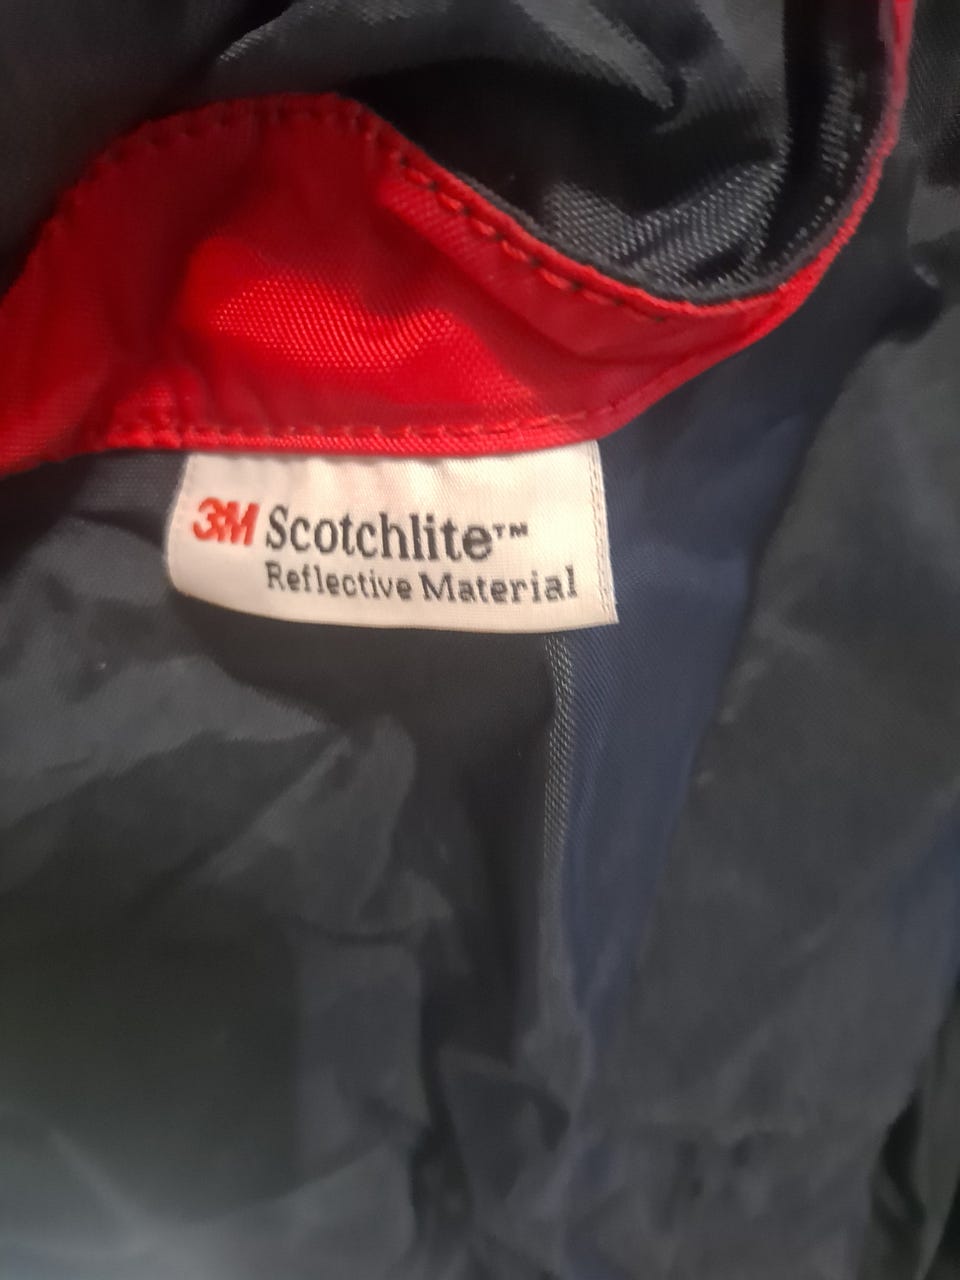 3M Scotchlite™
Reflective Material